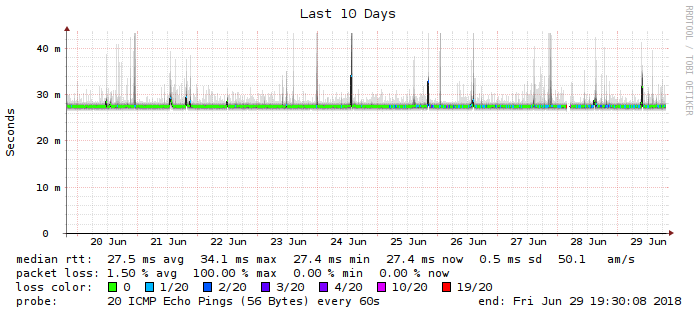 Last 10 Days
RRDTOOL / TOBI OETIKER
Seconds
40 m
30 m
20 m
10 m
0
20 Jun 21 Jun 22 Jun 23 Jun 24 Jun 25 Jun 26 Jun 27 Jun 28 Jun 29 Jun
median rtt: 27.5 ms avg 34.1 ms max 27.4 ms min 27.4 ms now 0.5 ms sd 50.1 am/s
packet loss: 1.50 % avg 100.00 % max 0.00 % min 0.00 % now
loss color: 0 1/20 2/20 3/20 4/20 10/20 19/20
probe: 20 ICMP Echo Pings (56 Bytes) every 60s end: Fri Jun 29 19:30:08 2018